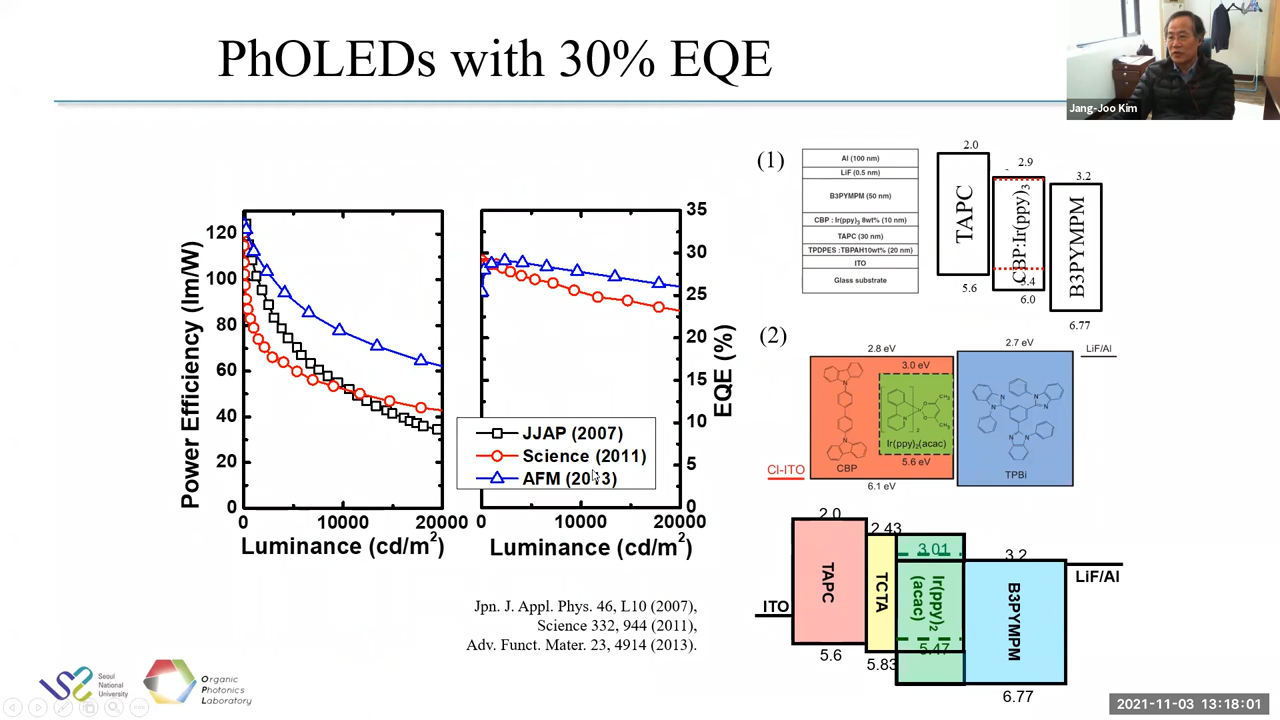 PhOLEDs with 30% EQE
Jang-Joo Kim
(1)
Al (100 nm)
LiF (0.5 nm)
B3PYMPM (50 nm)
CBP : Ir(ppy)3 8wt% (10 nm)
TAPC (30 nm)
TPDPES :TBPAH10wt% (20 nm)
ITO
Glass substrate
2.0
TAPC
5.6
2.9
CBP:Ir(ppy)3
5.4
6.0
3.2
B3PYMPM
6.77
Power Efficiency (lm/W)
120
100
80
60
40
20
0
0 10000 20000
Luminance (cd/m2)
35
30
25
20
15
10
5
0
EQE (%)
0 10000 20000
Luminance (cd/m2)
JJAP (2007)
Science (2011)
AFM (2013)
(2)
2.8 eV
3.0 eV
Ir(ppy)2(acac)
5.6 eV
CBP
6.1 eV
Cl-ITO
2.7 eV
TPBi
LiF/Al
ITO
2.0
TAPC
5.6
2.43
TCTA
5.83
3.01
Ir(ppy)2
(acac)
5.47
3.2
B3PYMPM
6.77
LiF/Al
Jpn. J. Appl. Phys. 46, L10 (2007),
Science 332, 944 (2011),
Adv. Funct. Mater. 23, 4914 (2013).
Seoul
National
University
Organic
Photonics
Laboratory
2021-11-03 13:18:01